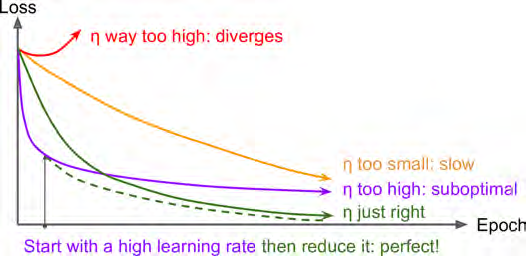 Loss
η way too high: diverges
η too small: slow
η too high: suboptimal
η just right
Epoch
Start with a high learning rate then reduce it: perfect!